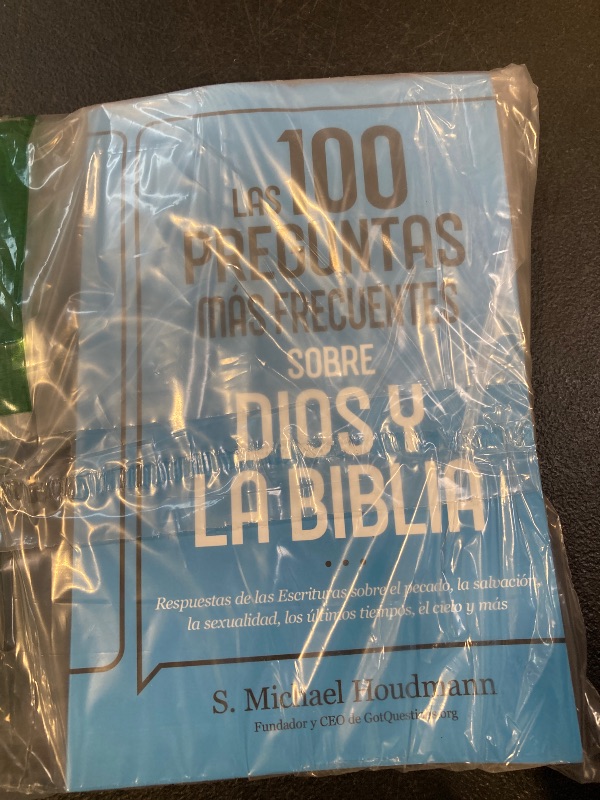 LAS 100
PREGUNTAS
MÁS FRECUENTES
SOBRE
DIOS Y
LA BIBLIA
Respuestas de las Escrituras sobre el pecado, la salvación,
la sexualidad, los últimos tiempos, el cielo y más
S. Michael Houdmann
Fundador y CEO de GotQuestions.org